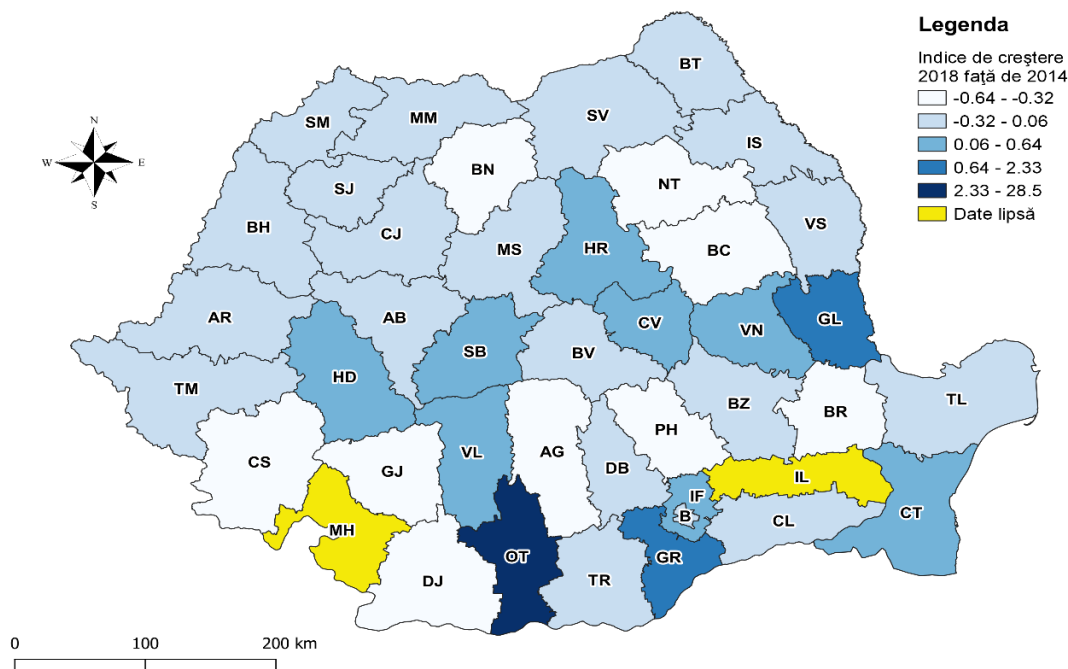 Legenda
Indice de creştere
2018 faţă de 2014
-0.64 - -0.32
-0.32 - 0.06
0.06 - 0.64
0.64 - 2.33
2.33 - 28.5
Date lipsă
N
W E
S
BT
SM
MM
SV
IS
BN
NT
SJ
BH
CJ
MS
HR
BC
VS
AR
AB
SB
CV
VN
GL
HD
BV
TM
BZ
BR
TL
CS
GJ
VL
AG
PH
DB
IL
IF
B
CT
MH
CL
OT
GR
DJ
TR
0 100 200 km